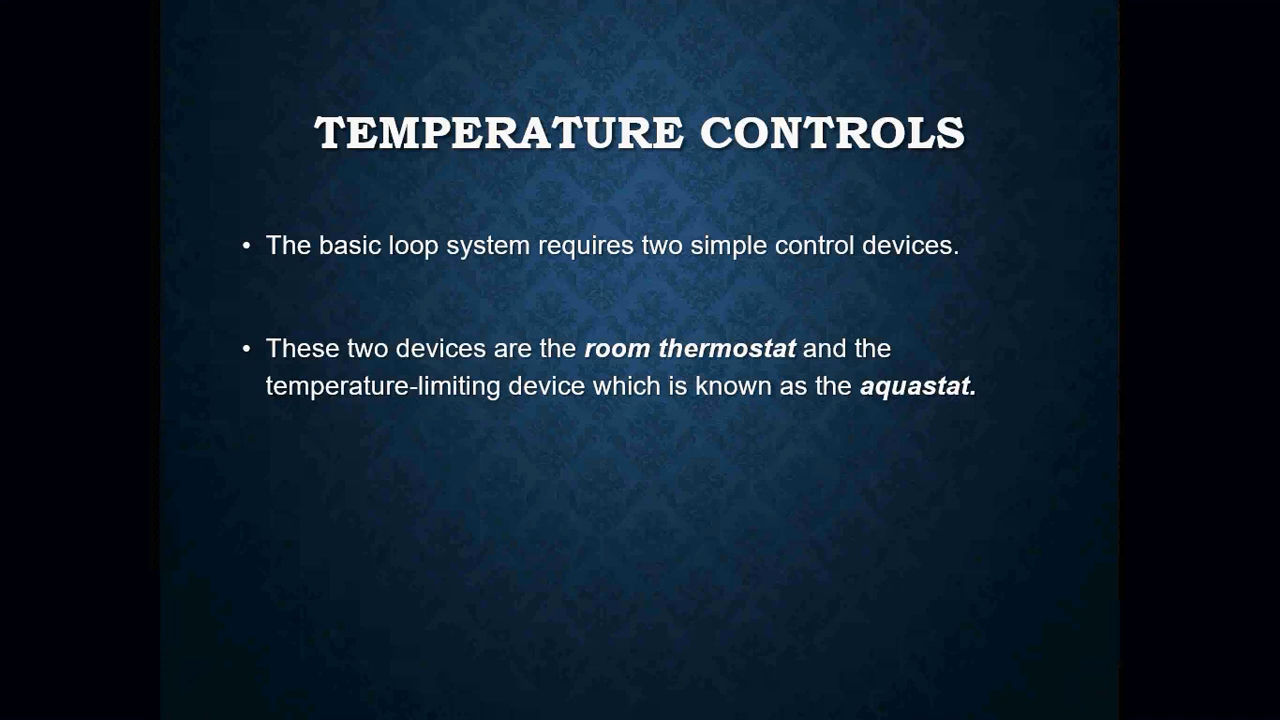 TEMPERATURE CONTROLS
• The basic loop system requires two simple control devices.
• These two devices are the room thermostat and the
temperature-limiting device which is known as the aquastat.